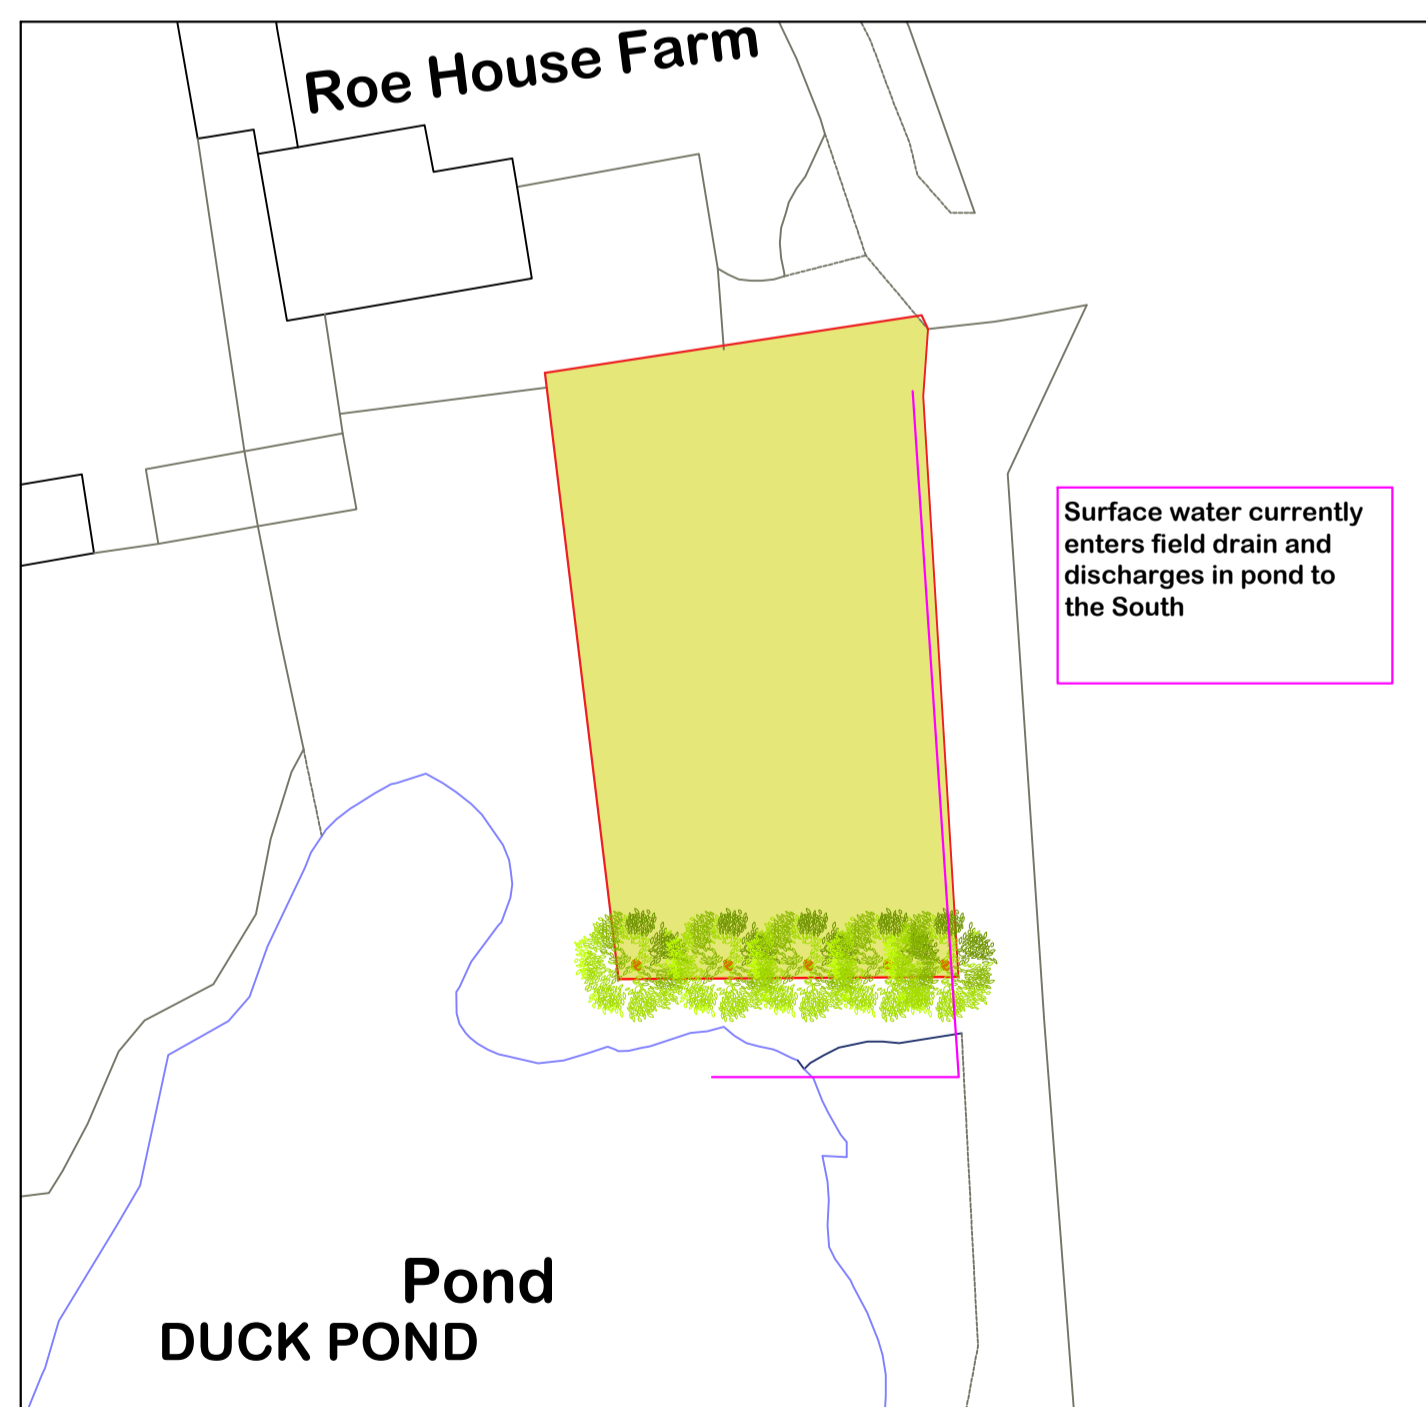 Roe House Farm
Surface water currently
enters field drain and
discharges in pond to
the South
Pond
DUCK POND